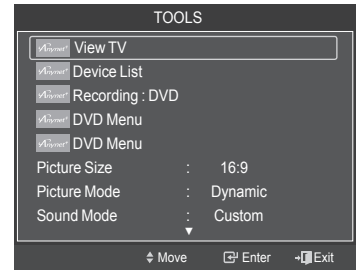 TOOLS
Anynet+ View TV
Anynet+ Device List
Anynet+ Recording : DVD
Anynet+ DVD Menu
Anynet+ DVD Menu
Picture Size : 16:9
Picture Mode : Dynamic
Sound Mode : Custom
Move Enter Exit